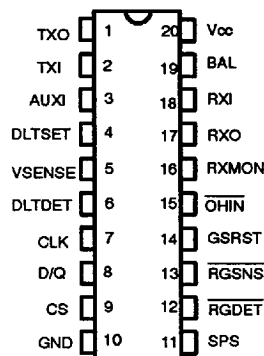 TXO 1 20 Vcc
TXI 2 19 BAL
AUXI 3 18 RXI
DLTSET 4 17 RXO
VSENSE 5 16 RXMON
DLTDET 6 15 OHIN
CLK 7 14 GSRST
D/Q 8 13 RGSNS
CS 9 12 RGDET
GND 10 11 SPS